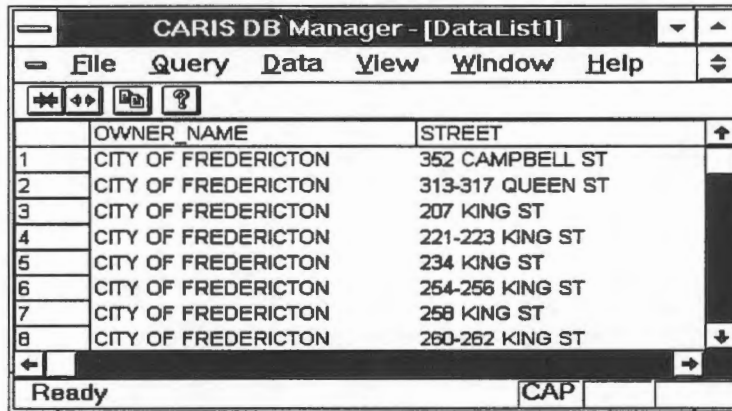 CARIS DB Manager - [DataList1]
File Query Data View Window Help
OWNER_NAME STREET
1 CITY OF FREDERICTON 352 CAMPBELL ST
2 CITY OF FREDERICTON 313-317 QUEEN ST
3 CITY OF FREDERICTON 207 KING ST
4 CITY OF FREDERICTON 221-223 KING ST
5 CITY OF FREDERICTON 234 KING ST
6 CITY OF FREDERICTON 254-256 KING ST
7 CITY OF FREDERICTON 258 KING ST
8 CITY OF FREDERICTON 260-262 KING ST
Ready CAP